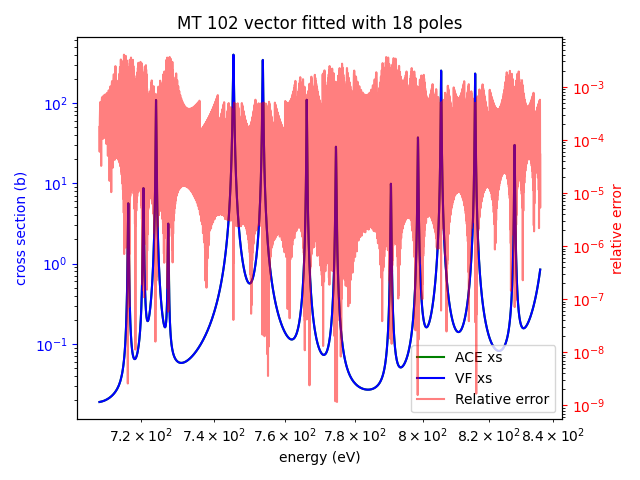 MT 102 vector fitted with 18 poles
10²
10¹
10⁰
10⁻¹
cross section (b)
10⁻³
10⁻⁴
10⁻⁵
10⁻⁶
10⁻⁷
10⁻⁸
10⁻⁹
relative error
ACE xs
VF xs
Relative error
7.2 × 10² 7.4 × 10² 7.6 × 10² 7.8 × 10² 8 × 10² 8.2 × 10² 8.4 × 10²
energy (eV)